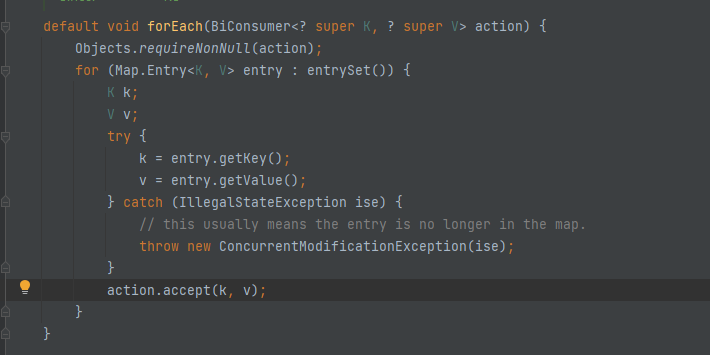 default void forEach(BiConsumer<? super K, ? super V> action) {
    Objects.requireNonNull(action);
    for (Map.Entry<K, V> entry : entrySet()) {
        K k;
        V v;
        try {
            k = entry.getKey();
            v = entry.getValue();
        } catch (IllegalStateException ise) {
            // this usually means the entry is no longer in the map.
            throw new ConcurrentModificationException(ise);
        }
        action.accept(k, v);
    }
}